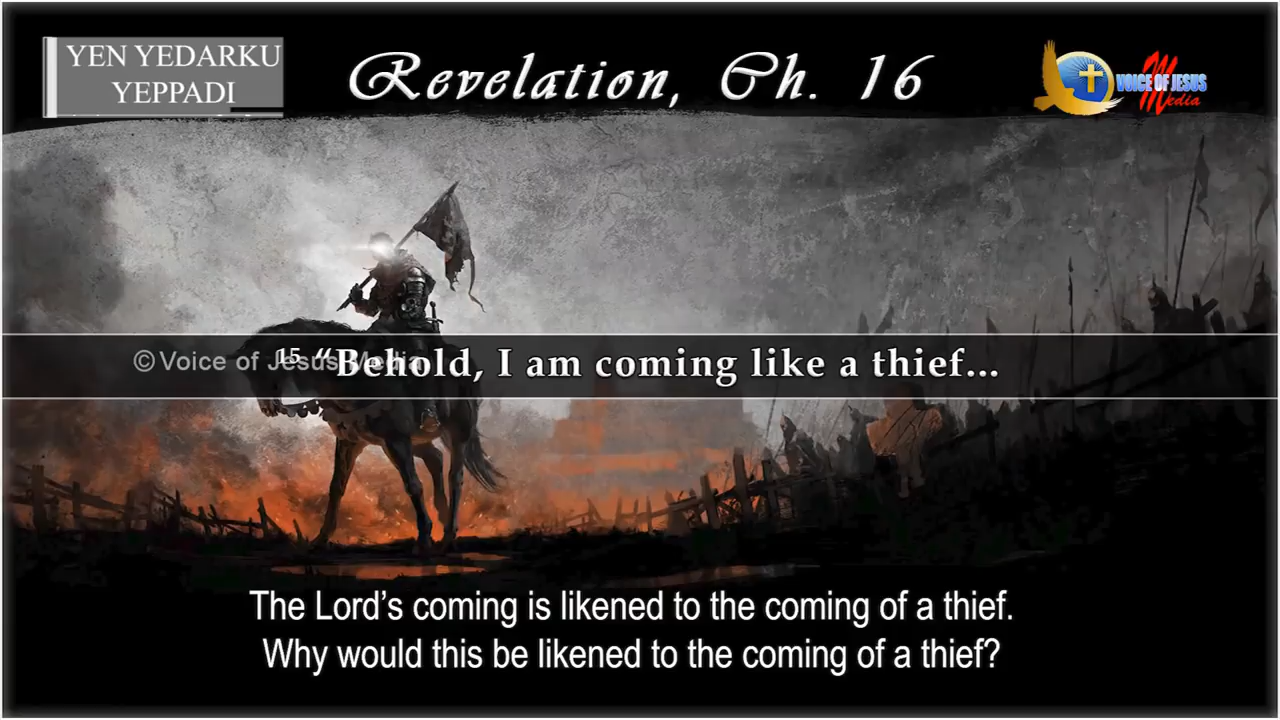 YEN YEDARKU
YEPPADI
Revelation, Ch. 16
VOICE OF JESUS
Media
© Voice of Jesus Media
15 “Behold, I am coming like a thief...
The Lord’s coming is likened to the coming of a thief.
Why would this be likened to the coming of a thief?